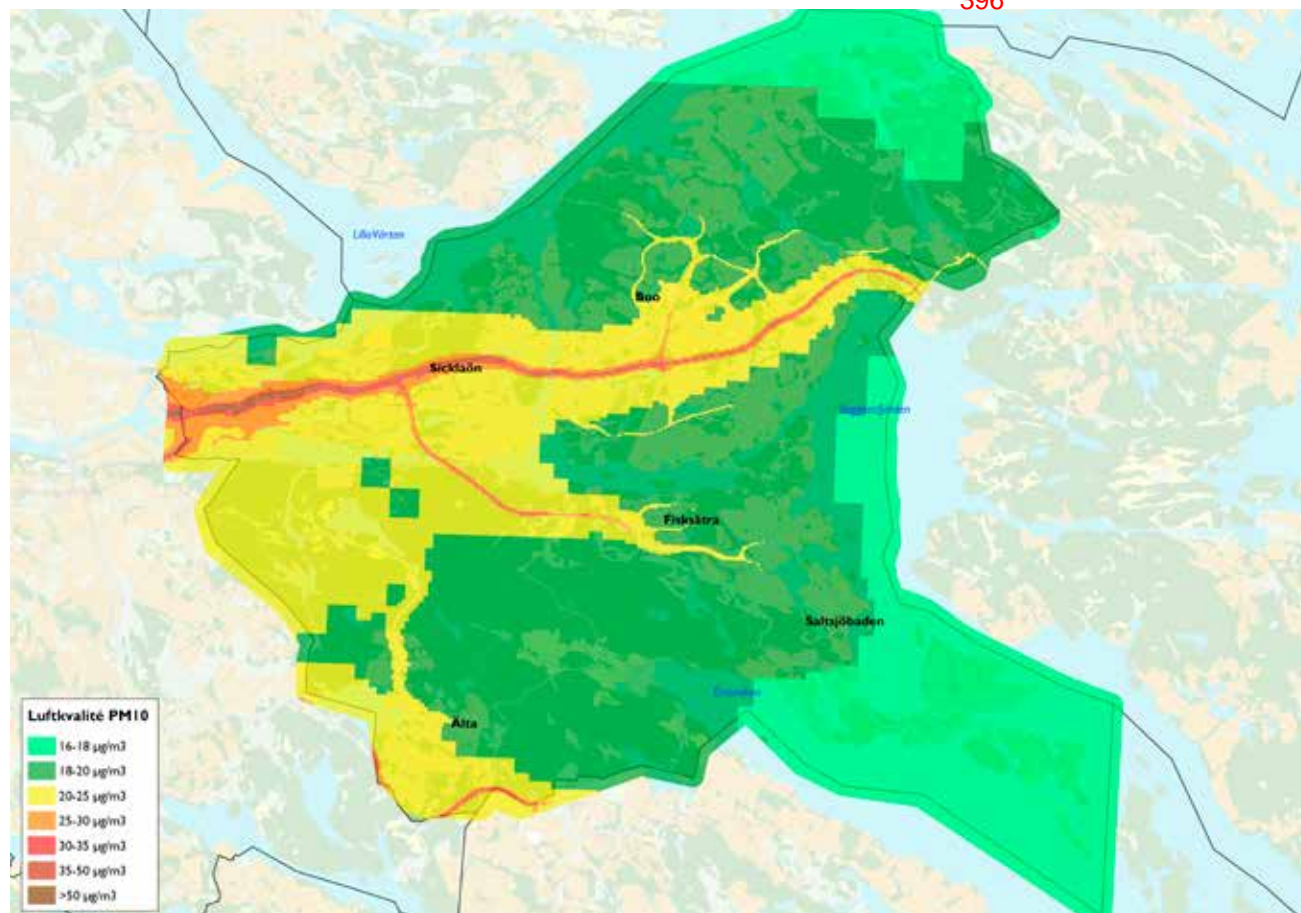 396
Lilla Värtan
Boo
Sicklaön
Baggensfjärden
Fisksätra
Saltsjöbaden
Erstaviken
Älta
Luftkvalité PM10
16-18 µg/m3
18-20 µg/m3
20-25 µg/m3
25-30 µg/m3
30-35 µg/m3
35-50 µg/m3
>50 µg/m3